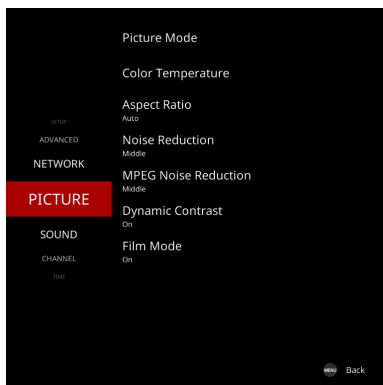 Picture Mode
Color Temperature
Aspect Ratio
Auto
Noise Reduction
Middle
MPEG Noise Reduction
Middle
Dynamic Contrast
On
Film Mode
On
SETUP
ADVANCED
NETWORK
PICTURE
SOUND
CHANNEL
TIME
MENU Back